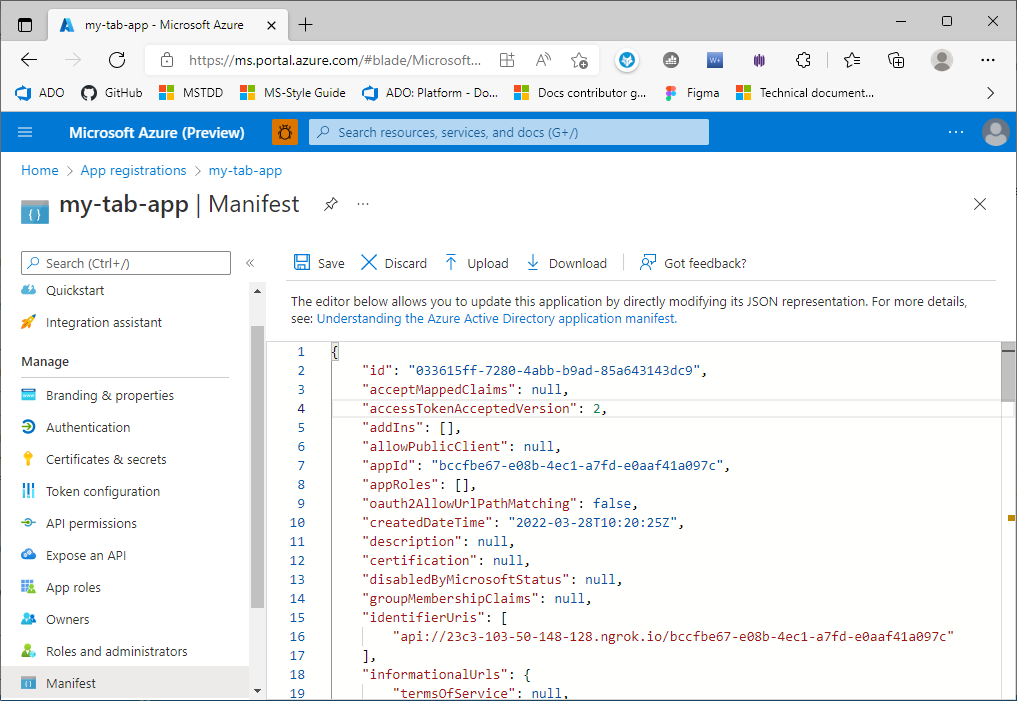 my-tab-app - Microsoft Azure
https://ms.portal.azure.com/#blade/Microsoft...
ADO GitHub MSTDD MS-Style Guide ADO: Platform - Do... Docs contributor g... Figma Technical document...
Microsoft Azure (Preview) Search resources, services, and docs (G+/)
Home > App registrations > my-tab-app
my-tab-app | Manifest
Search (Ctrl+/)
Quickstart
Integration assistant
Manage
Branding & properties
Authentication
Certificates & secrets
Token configuration
API permissions
Expose an API
App roles
Owners
Roles and administrators
Manifest
Save Discard Upload Download Got feedback?
The editor below allows you to update this application by directly modifying its JSON representation. For more details,
see: Understanding the Azure Active Directory application manifest.
1 {
2 "id": "033615ff-7280-4abb-b9ad-85a643143dc9",
3 "acceptMappedClaims": null,
4 "accessTokenAcceptedVersion": 2,
5 "addIns": [],
6 "allowPublicClient": null,
7 "appId": "bccfbe67-e08b-4ec1-a7fd-e0aaf41a097c",
8 "appRoles": [],
9 "oauth2AllowUrlPathMatching": false,
10 "createdDateTime": "2022-03-28T10:20:25Z",
11 "description": null,
12 "certification": null,
13 "disabledByMicrosoftStatus": null,
14 "groupMembershipClaims": null,
15 "identifierUris": [
16 "api://23c3-103-50-148-128.ngrok.io/bccfbe67-e08b-4ec1-a7fd-e0aaf41a097c"
17 ],
18 "informationalUrls": {
19 "termsOfService": null,